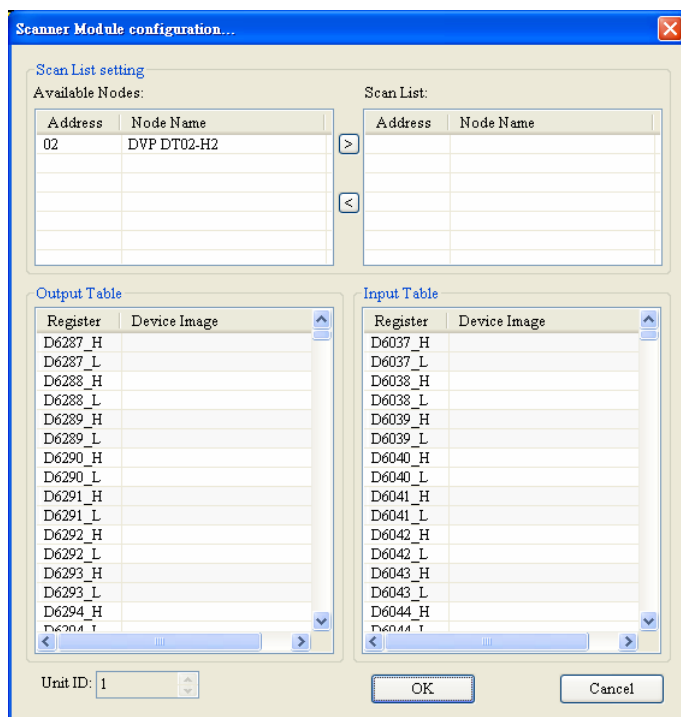 Scanner Module configuration...
Scan List setting
Available Nodes:
Address Node Name
02 DVP DT02-H2
>
<
Scan List:
Address Node Name
Output Table
Register Device Image
D6287_H
D6287_L
D6288_H
D6288_L
D6289_H
D6289_L
D6290_H
D6290_L
D6291_H
D6291_L
D6292_H
D6292_L
D6293_H
D6293_L
D6294_H
D6294_L
Input Table
Register Device Image
D6037_H
D6037_L
D6038_H
D6038_L
D6039_H
D6039_L
D6040_H
D6040_L
D6041_H
D6041_L
D6042_H
D6042_L
D6043_H
D6043_L
D6044_H
D6044_L
Unit ID: 1
OK
Cancel